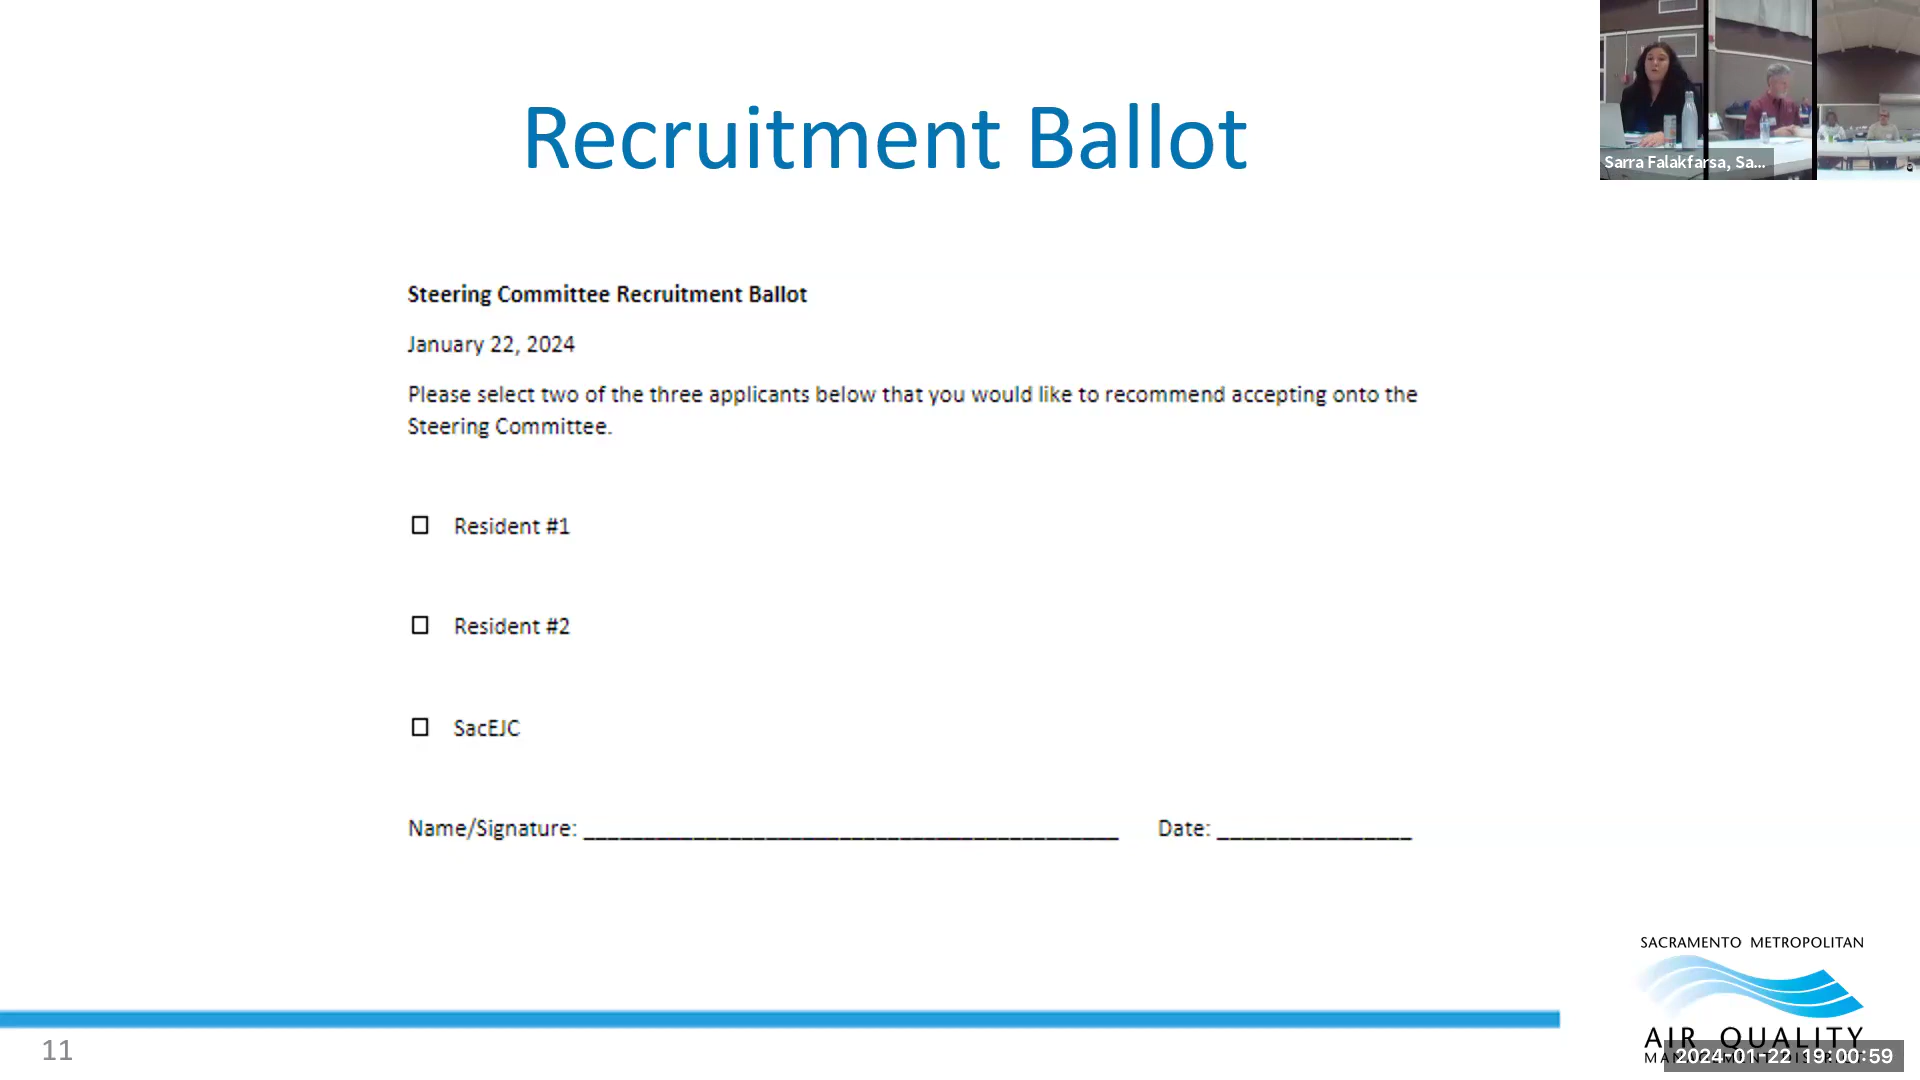 Recruitment Ballot
Sarra Falakfarsa, Sa...
Steering Committee Recruitment Ballot
January 22, 2024
Please select two of the three applicants below that you would like to recommend accepting onto the
Steering Committee.
☐ Resident #1
☐ Resident #2
☐ SacEJC
Name/Signature: ____________________ Date: __________
SACRAMENTO METROPOLITAN
AIR QUALITY
2024-01-22 19:00:59
11